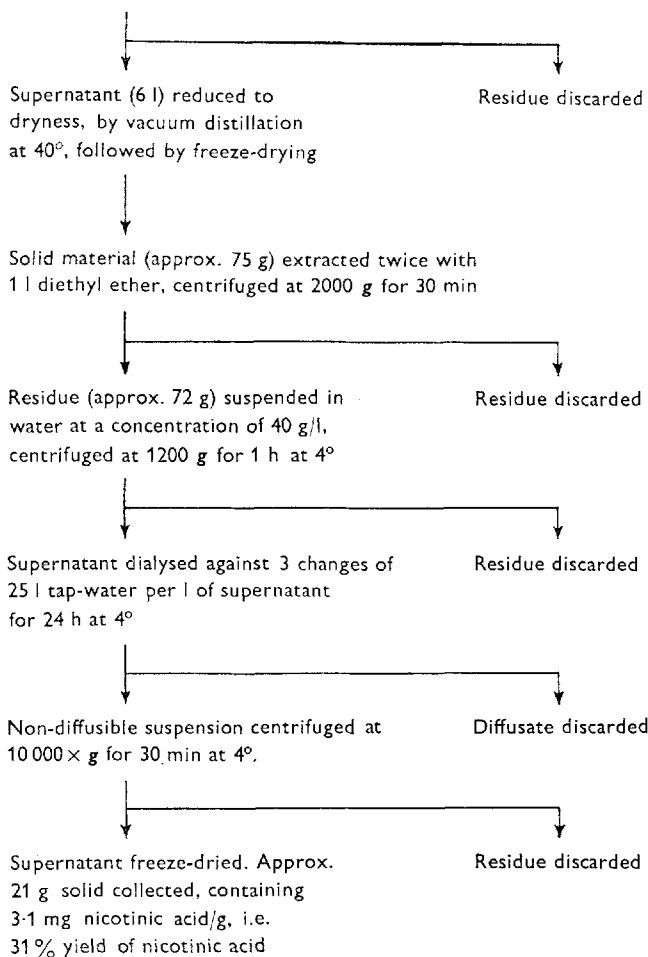 Supernatant (6 l) reduced to
dryness, by vacuum distillation
at 40°, followed by freeze-drying
Residue discarded
Solid material (approx. 75 g) extracted twice with
1 l diethyl ether, centrifuged at 2000 g for 30 min
Residue (approx. 72 g) suspended in
water at a concentration of 40 g/l,
centrifuged at 1200 g for 1 h at 4°
Residue discarded
Supernatant dialysed against 3 changes of
25 l tap-water per l of supernatant
for 24 h at 4°
Residue discarded
Non-diffusible suspension centrifuged at
10 000 × g for 30 min at 4°.
Diffusate discarded
Supernatant freeze-dried. Approx.
21 g solid collected, containing
3·1 mg nicotinic acid/g, i.e.
31% yield of nicotinic acid
Residue discarded